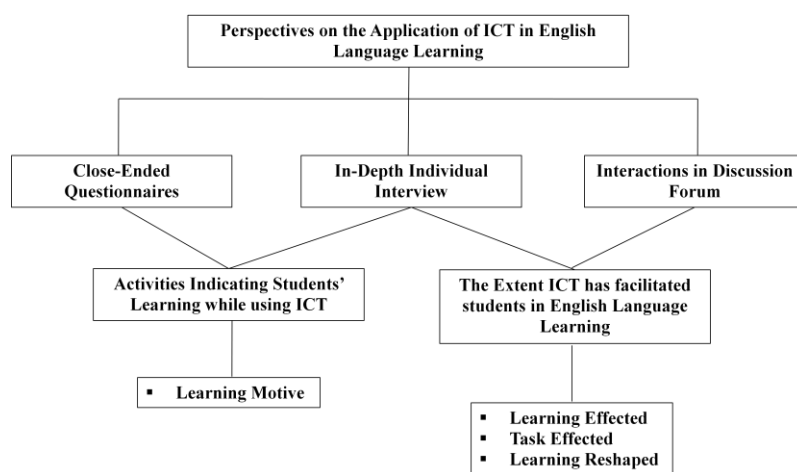 Perspectives on the Application of ICT in English
Language Learning
Close-Ended
Questionnaires
In-Depth Individual
Interview
Interactions in Discussion
Forum
Activities Indicating Students’
Learning while using ICT
The Extent ICT has facilitated
students in English Language
Learning
▪ Learning Motive
▪ Learning Effected
▪ Task Effected
▪ Learning Reshaped